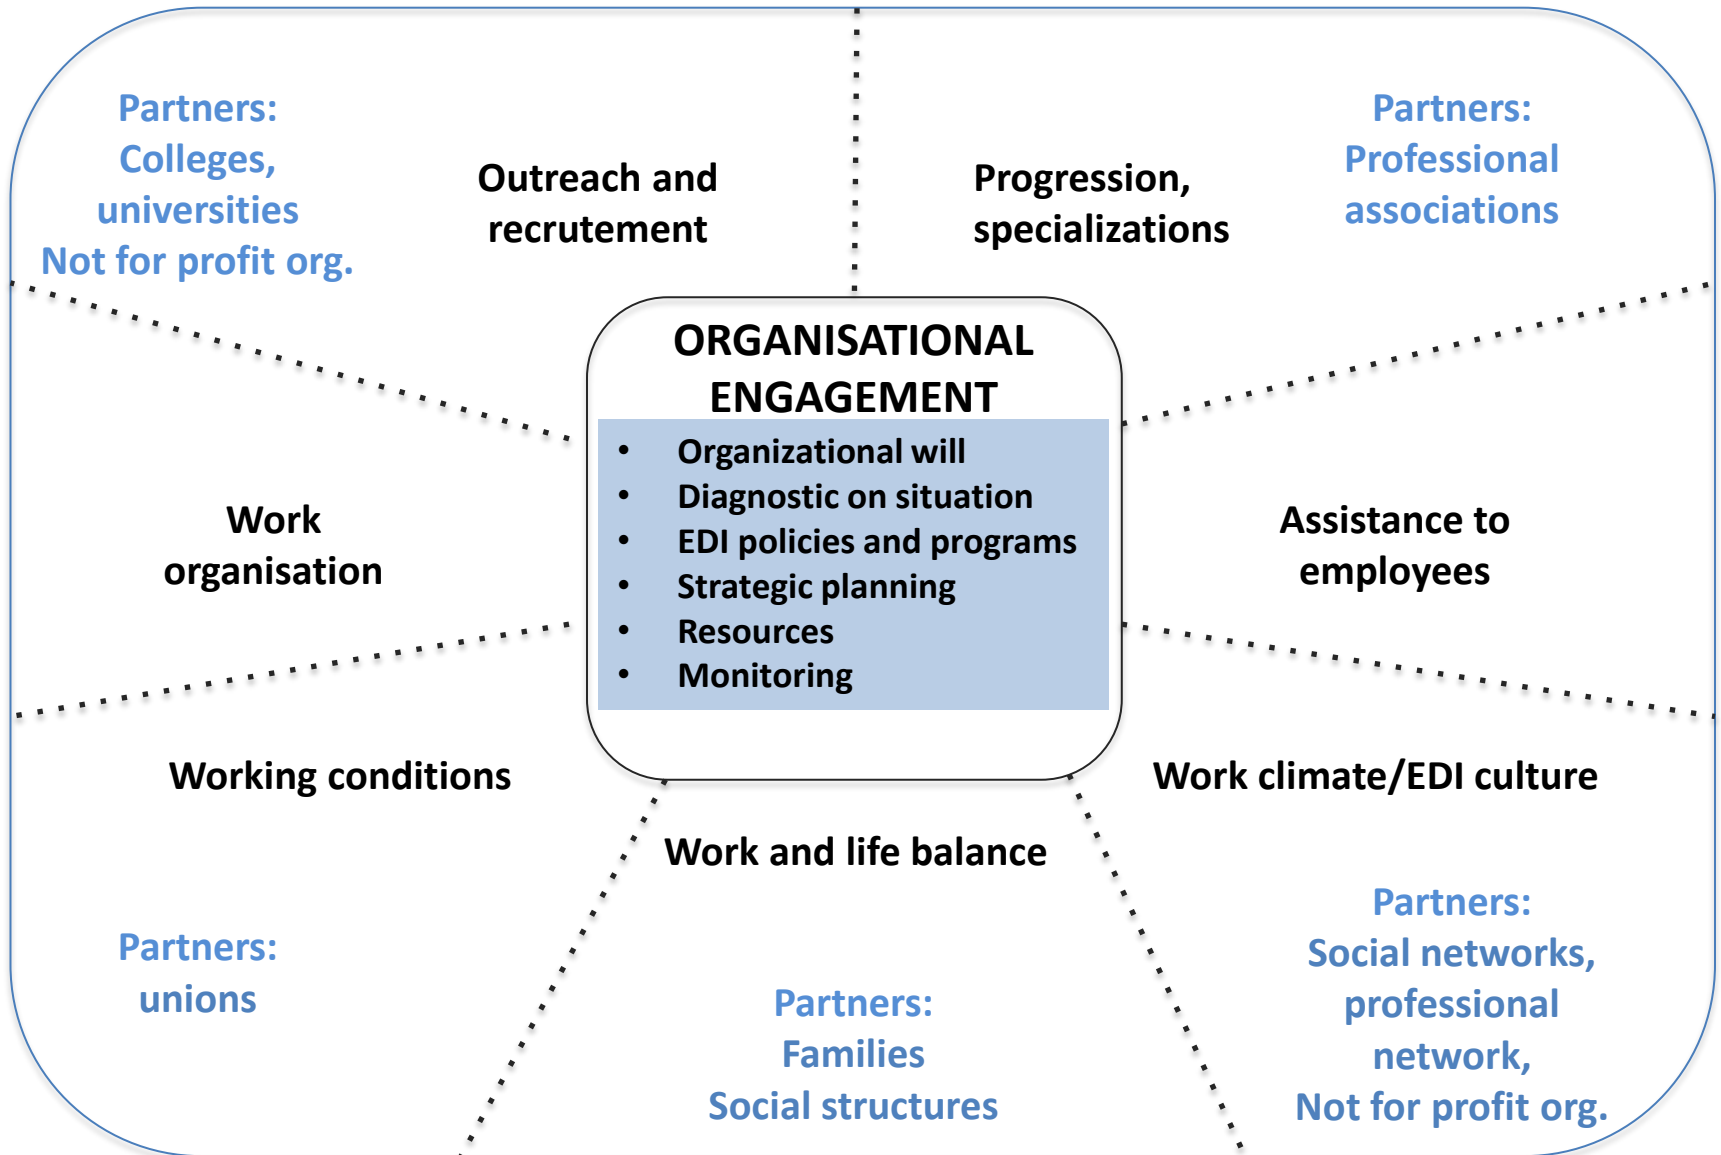 Partners:
Colleges,
universities
Not for profit org.
Outreach and
recrutement
Progression,
specializations
Partners:
Professional
associations
ORGANISATIONAL
ENGAGEMENT
• Organizational will
• Diagnostic on situation
• EDI policies and programs
• Strategic planning
• Resources
• Monitoring
Work
organisation
Assistance to
employees
Working conditions
Work climate/EDI culture
Work and life balance
Partners:
unions
Partners:
Families
Social structures
Partners:
Social networks,
professional
network,
Not for profit org.